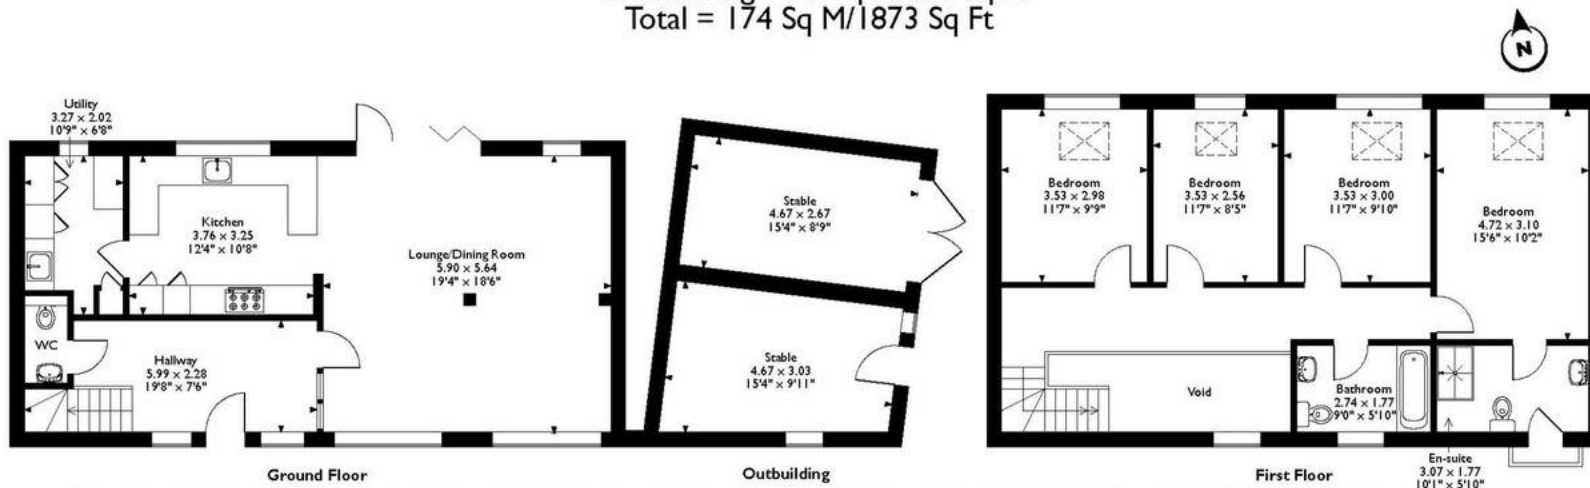 Total = 174 Sq M/1873 Sq Ft
N
Utility
3.27 x 2.02
10'9" x 6'8"
Kitchen
3.76 x 3.25
12'4" x 10'8"
Lounge/Dining Room
5.90 x 5.64
19'4" x 18'6"
WC
Hallway
5.99 x 2.28
19'8" x 7'6"
Ground Floor
Stable
4.67 x 2.67
15'4" x 8'9"
Stable
4.67 x 3.03
15'4" x 9'11"
Outbuilding
Bedroom
3.53 x 2.98
11'7" x 9'9"
Bedroom
3.53 x 2.56
11'7" x 8'5"
Bedroom
3.53 x 3.00
11'7" x 9'10"
Bedroom
4.72 x 3.10
15'6" x 10'2"
Void
Bathroom
2.74 x 1.77
9'0" x 5'10"
En-suite
3.07 x 1.77
10'1" x 5'10"
First Floor